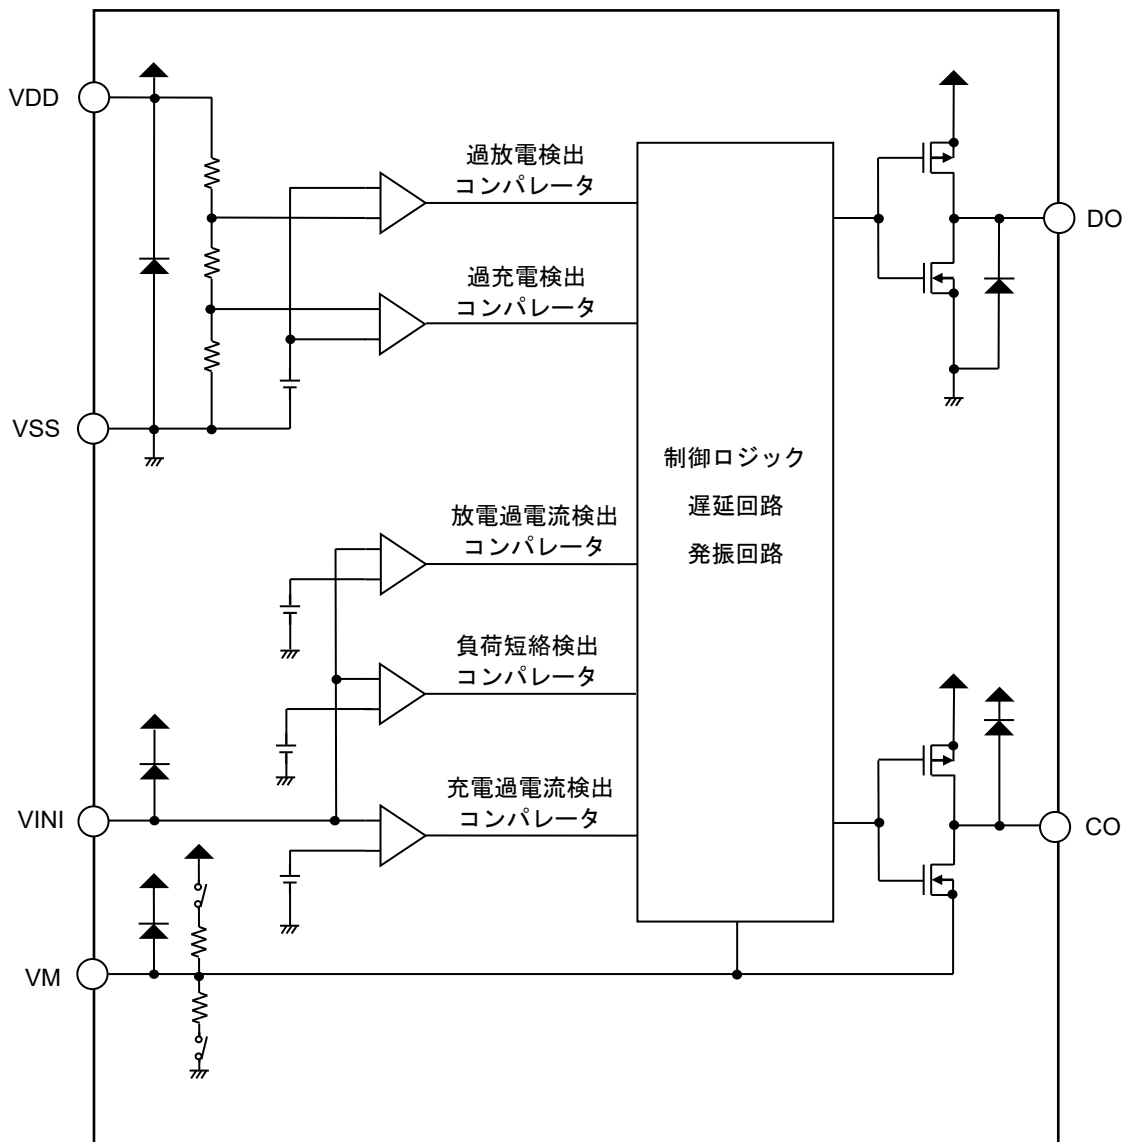 VDD
過放電検出
コンパレータ
DO
過充電検出
コンパレータ
VSS
制御ロジック
遅延回路
発振回路
放電過電流検出
コンパレータ
負荷短絡検出
コンパレータ
VINI
充電過電流検出
コンパレータ
CO
VM